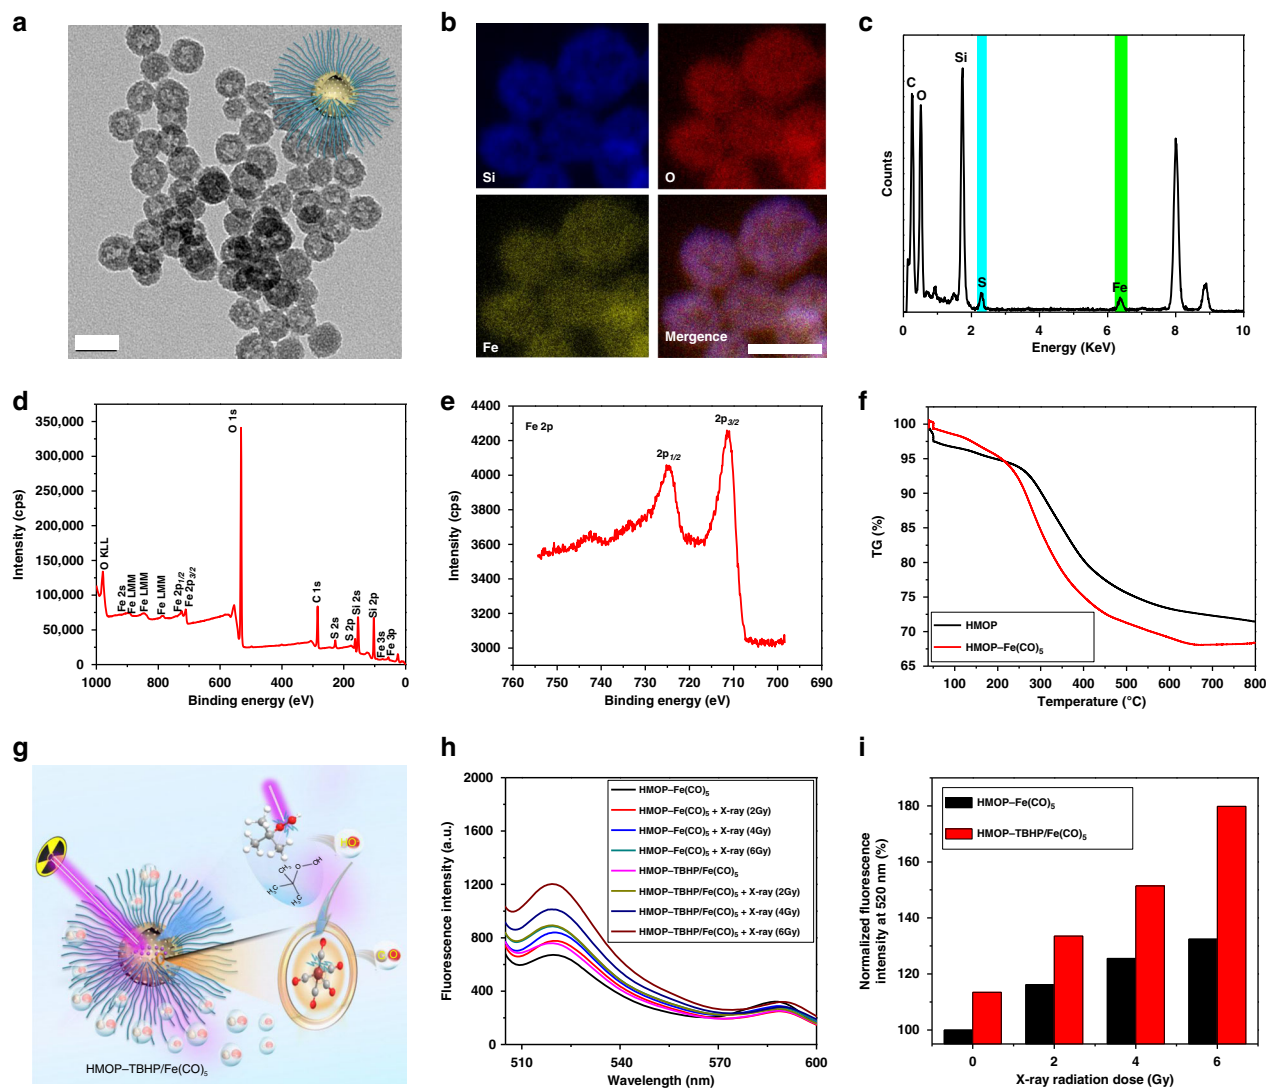 a
b
Si
O
Fe
Mergence
c
C
O
Si
S
Fe
Counts
0 2 4 6 8 10
Energy (KeV)
d
350,000
300,000
250,000
200,000
150,000
100,000
50,000
0
Intensity (cps)
O KLL
Fe 2s
Fe LMM
Fe LMM
Fe LMM
Fe 2p1/2
Fe 2p3/2
O 1s
C 1s
S 2s
S 2p
Si 2s
Si 2p
Fe 3s
Fe 3p
1000 800 600 400 200 0
Binding energy (eV)
e
4400
4200
4000
3800
3600
3400
3200
3000
Intensity (cps)
Fe 2p
2p1/2
2p3/2
760 750 740 730 720 710 700 690
Binding energy (eV)
f
100
95
90
85
80
75
70
65
TG (%)
HMOP
HMOP–Fe(CO)5
100 200 300 400 500 600 700 800
Temperature (°C)
g
CH3
O
OH
H3C
CH3
HMOP–TBHP/Fe(CO)5
h
2000
1600
1200
800
400
0
Fluorescence intensity (a.u.)
HMOP–Fe(CO)5
HMOP–Fe(CO)5 + X-ray (2Gy)
HMOP–Fe(CO)5 + X-ray (4Gy)
HMOP–Fe(CO)5 + X-ray (6Gy)
HMOP–TBHP/Fe(CO)5
HMOP–TBHP/Fe(CO)5 + X-ray (2Gy)
HMOP–TBHP/Fe(CO)5 + X-ray (4Gy)
HMOP–TBHP/Fe(CO)5 + X-ray (6Gy)
510 540 570 600
Wavelength (nm)
i
180
160
140
120
100
Normalized fluorescence
intensity at 520 nm (%)
HMOP–Fe(CO)5
HMOP–TBHP/Fe(CO)5
0 2 4 6
X-ray radiation dose (Gy)